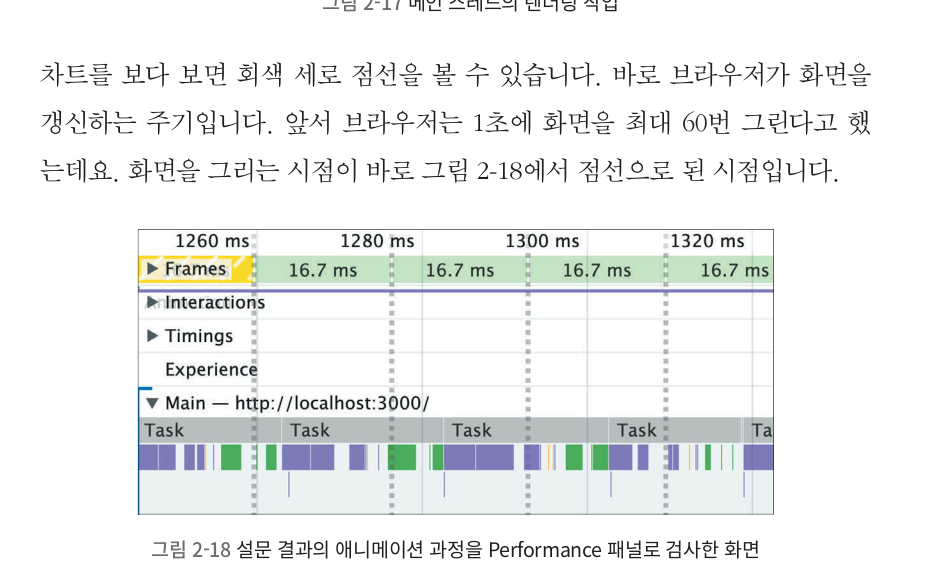 그림 2-17 메인 스레드의 렌더링 작업
차트를 보다 보면 회색 세로 점선을 볼 수 있습니다. 바로 브라우저가 화면을
갱신하는 주기입니다. 앞서 브라우저는 1초에 화면을 최대 60번 그린다고 했
는데요. 화면을 그리는 시점이 바로 그림 2-18에서 점선으로 된 시점입니다.
1260 ms 1280 ms 1300 ms 1320 ms
Frames 16.7 ms 16.7 ms 16.7 ms 16.7 ms
Interactions
Timings
Experience
Main — http://localhost:3000/
Task Task Task Task Ta
그림 2-18 설문 결과의 애니메이션 과정을 Performance 패널로 검사한 화면